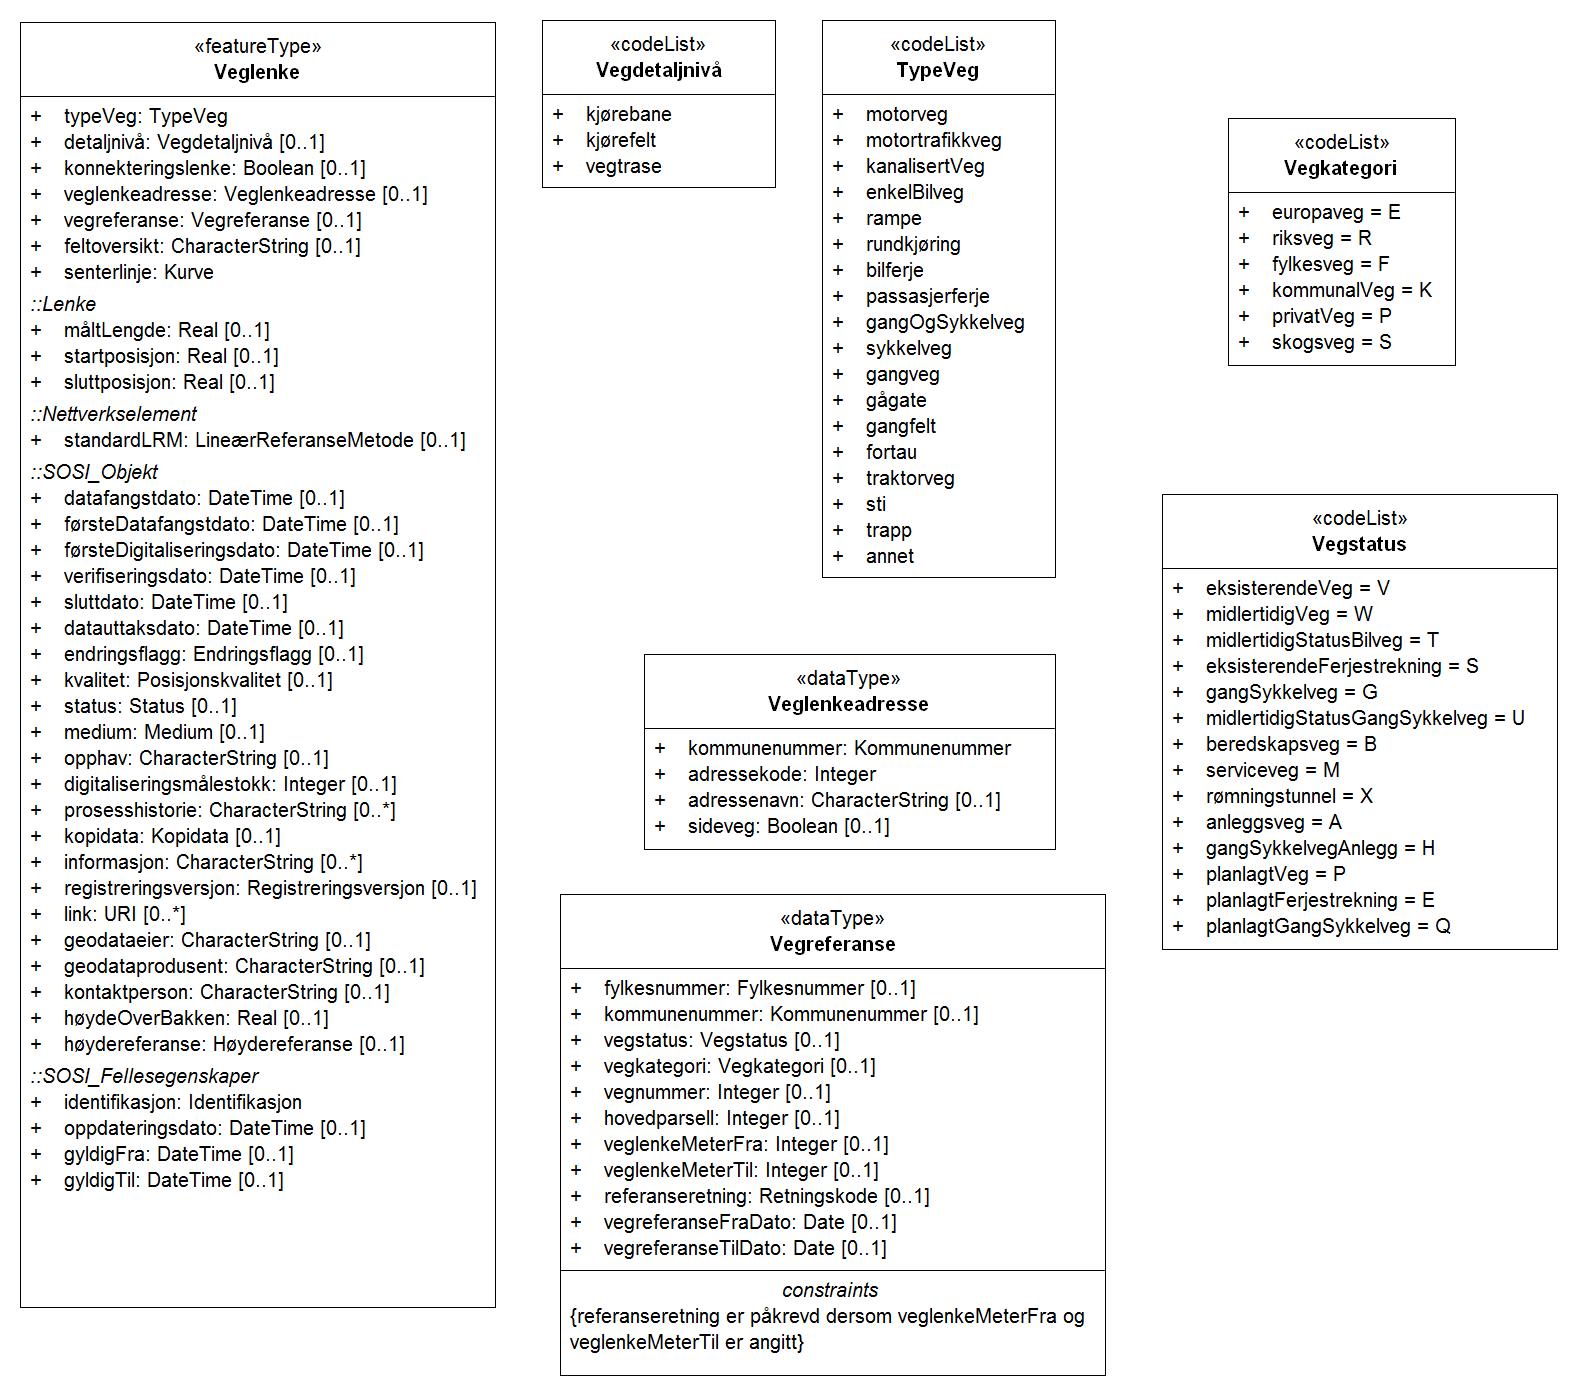 «featureType»
Veglenke
+ typeVeg: TypeVeg
+ detaljnivå: Vegdetaljnivå [0..1]
+ konnekteringslenke: Boolean [0..1]
+ veglenkeadresse: Veglenkeadresse [0..1]
+ vegreferanse: Vegreferanse [0..1]
+ feltoversikt: CharacterString [0..1]
+ senterlinje: Kurve
::Lenke
+ måltLengde: Real [0..1]
+ startposisjon: Real [0..1]
+ sluttposisjon: Real [0..1]
::Nettverkselement
+ standardLRM: LineærReferanseMetode [0..1]
::SOSI_Objekt
+ datafangstdato: DateTime [0..1]
+førsteDatafangstdato: DateTime [0..1]
+ førsteDigitaliseringsdato: DateTime [0..1]
+ verifiseringsdato: DateTime [0..1]
+ sluttdato: DateTime [0..1]
+ datauttaksdato: DateTime [0..1]
+ endringsflagg: Endringsflagg [0..1]
+ kvalitet: Posisjonskvalitet [0..1]
+ status: Status [0..1]
+ medium: Medium [0..1]
+ opphav: CharacterString [0..1]
+ digitaliseringsmålestokk: Integer [0..1]
+ prosesshistorie: CharacterString [0..*]
+ kopidata: Kopidata [0..1]
+ informasjon: CharacterString [0..*]
+ registreringsversjon: Registreringsversjon [0..1]
+ link: URI [0..*]
+ geodataeier: CharacterString [0..1]
+ geodataprodusent: CharacterString [0..1]
+ kontaktperson: CharacterString [0..1]
+ høydeOverBakken: Real [0..1]
+ høydereferanse: Høydereferanse [0..1]
::SOSI_Fellesegenskaper
+ identifikasjon: Identifikasjon
+ oppdateringsdato: DateTime [0..1]
+ gyldigFra: DateTime [0..1]
+ gyldigTil: DateTime [0..1]
«codeList»
Vegdetaljnivå
+ kjørebane
+ kjørefelt
+ vegtrase
«codeList»
TypeVeg
+ motorveg
+ motortrafikkveg
+ kanalisertVeg
+ enkelBilveg
+ rampe
+ rundkjøring
+ bilferje
+ passasjerferje
+ gangOgSykkelveg
+ sykkelveg
+ gangveg
+ gågate
+ gangfelt
+ fortau
+ traktorveg
+ sti
+ trapp
+ annet
«codeList»
Vegkategori
+ europaveg = E
+ riksveg = R
+ fylkesveg = F
+ kommunalVeg = K
+ privatVeg = P
+ skogsveg = S
«codeList»
Vegstatus
+ eksisterendeVeg = V
+ midlertidigVeg = W
+ midlertidigStatusBilveg = T
+ eksisterendeFerjestrekning = S
+ gangSykkelveg = G
+ midlertidigStatusGangSykkelveg = U
+ beredskapsveg = B
+ serviceveg = M
+ rømningstunnel = X
+ anleggsveg = A
+ gangSykkelvegAnlegg = H
+ planlagtVeg = P
+ planlagtFerjestrekning = E
+ planlagtGangSykkelveg = Q
«dataType»
Veglenkeadresse
+ kommunenummer: Kommunenummer
+ adressekode: Integer
+ adressenavn: CharacterString [0..1]
+ sideveg: Boolean [0..1]
«dataType»
Vegreferanse
+ fylkesnummer: Fylkesnummer [0..1]
+ kommunenummer: Kommunenummer [0..1]
+ vegstatus: Vegstatus [0..1]
+ vegkategori: Vegkategori [0..1]
+ vegnummer: Integer [0..1]
+ hovedparsell: Integer [0..1]
+ veglenkeMeterFra: Integer [0..1]
+ veglenkeMeterTil: Integer [0..1]
+ referanseretning: Retningskode [0..1]
+ vegreferanseFraDato: Date [0..1]
+ vegreferanseTilDato: Date [0..1]
constraints
{referanseretning er påkrevd dersom veglenkeMeterFra og
veglenkeMeterTil er angitt}